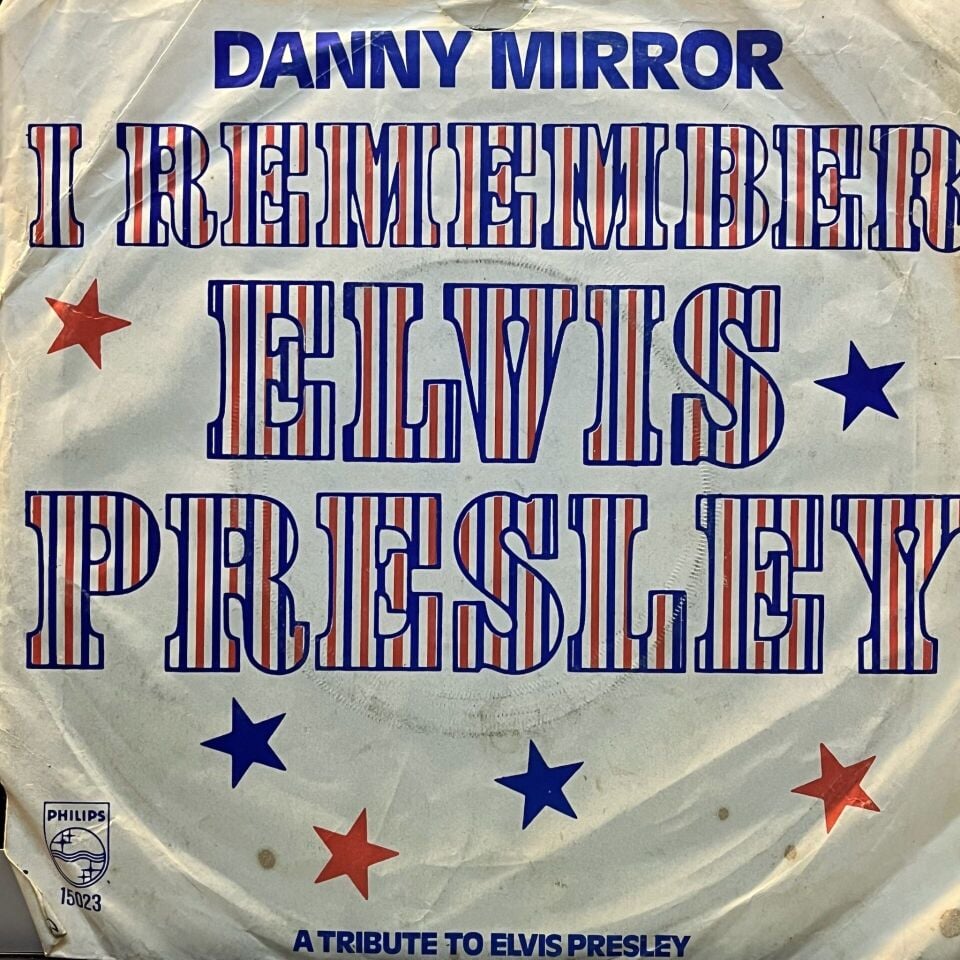 DANNY MIRROR
I REMEMBER
ELVIS
PRESLEY
PHILIPS
15023
A TRIBUTE TO ELVIS PRESLEY